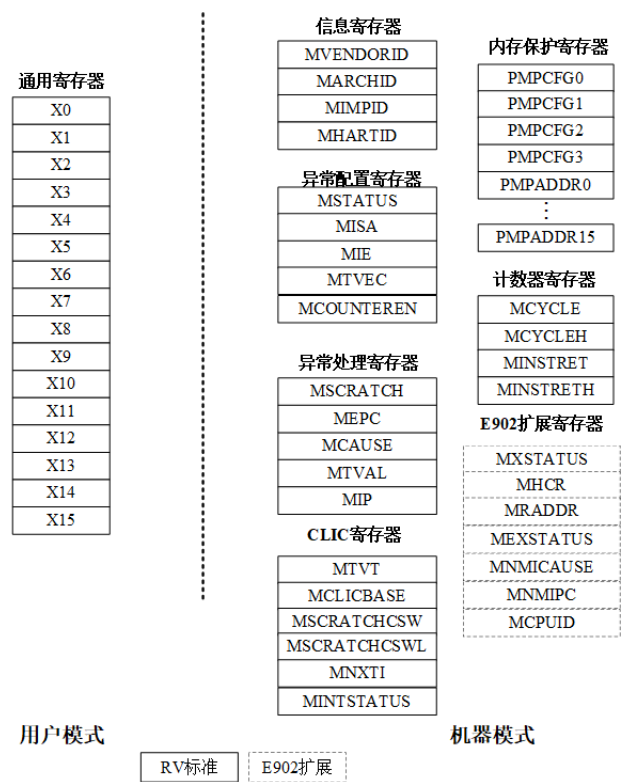 通用寄存器
X0
X1
X2
X3
X4
X5
X6
X7
X8
X9
X10
X11
X12
X13
X14
X15
用户模式
信息寄存器
MVENDORID
MARCHID
MIMPID
MHARTID
异常配置寄存器
MSTATUS
MISA
MIE
MTVEC
MCOUNTEREN
异常处理寄存器
MSCRATCH
MEPC
MCAUSE
MTVAL
MIP
CLIC寄存器
MTVT
MCLICBASE
MSCRATCHCSW
MSCRATCHCSWL
MNXTI
MINTSTATUS
内存保护寄存器
PMPCFG0
PMPCFG1
PMPCFG2
PMPCFG3
PMPADDR0
⋮
PMPADDR15
计数器寄存器
MCYCLE
MCYCLEH
MINSTRET
MINSTRETH
E902扩展寄存器
MXSTATUS
MHCR
MRADDR
MEXSTATUS
MNMICAUSE
MNMIPC
MCPUID
机器模式
RV标准
E902扩展